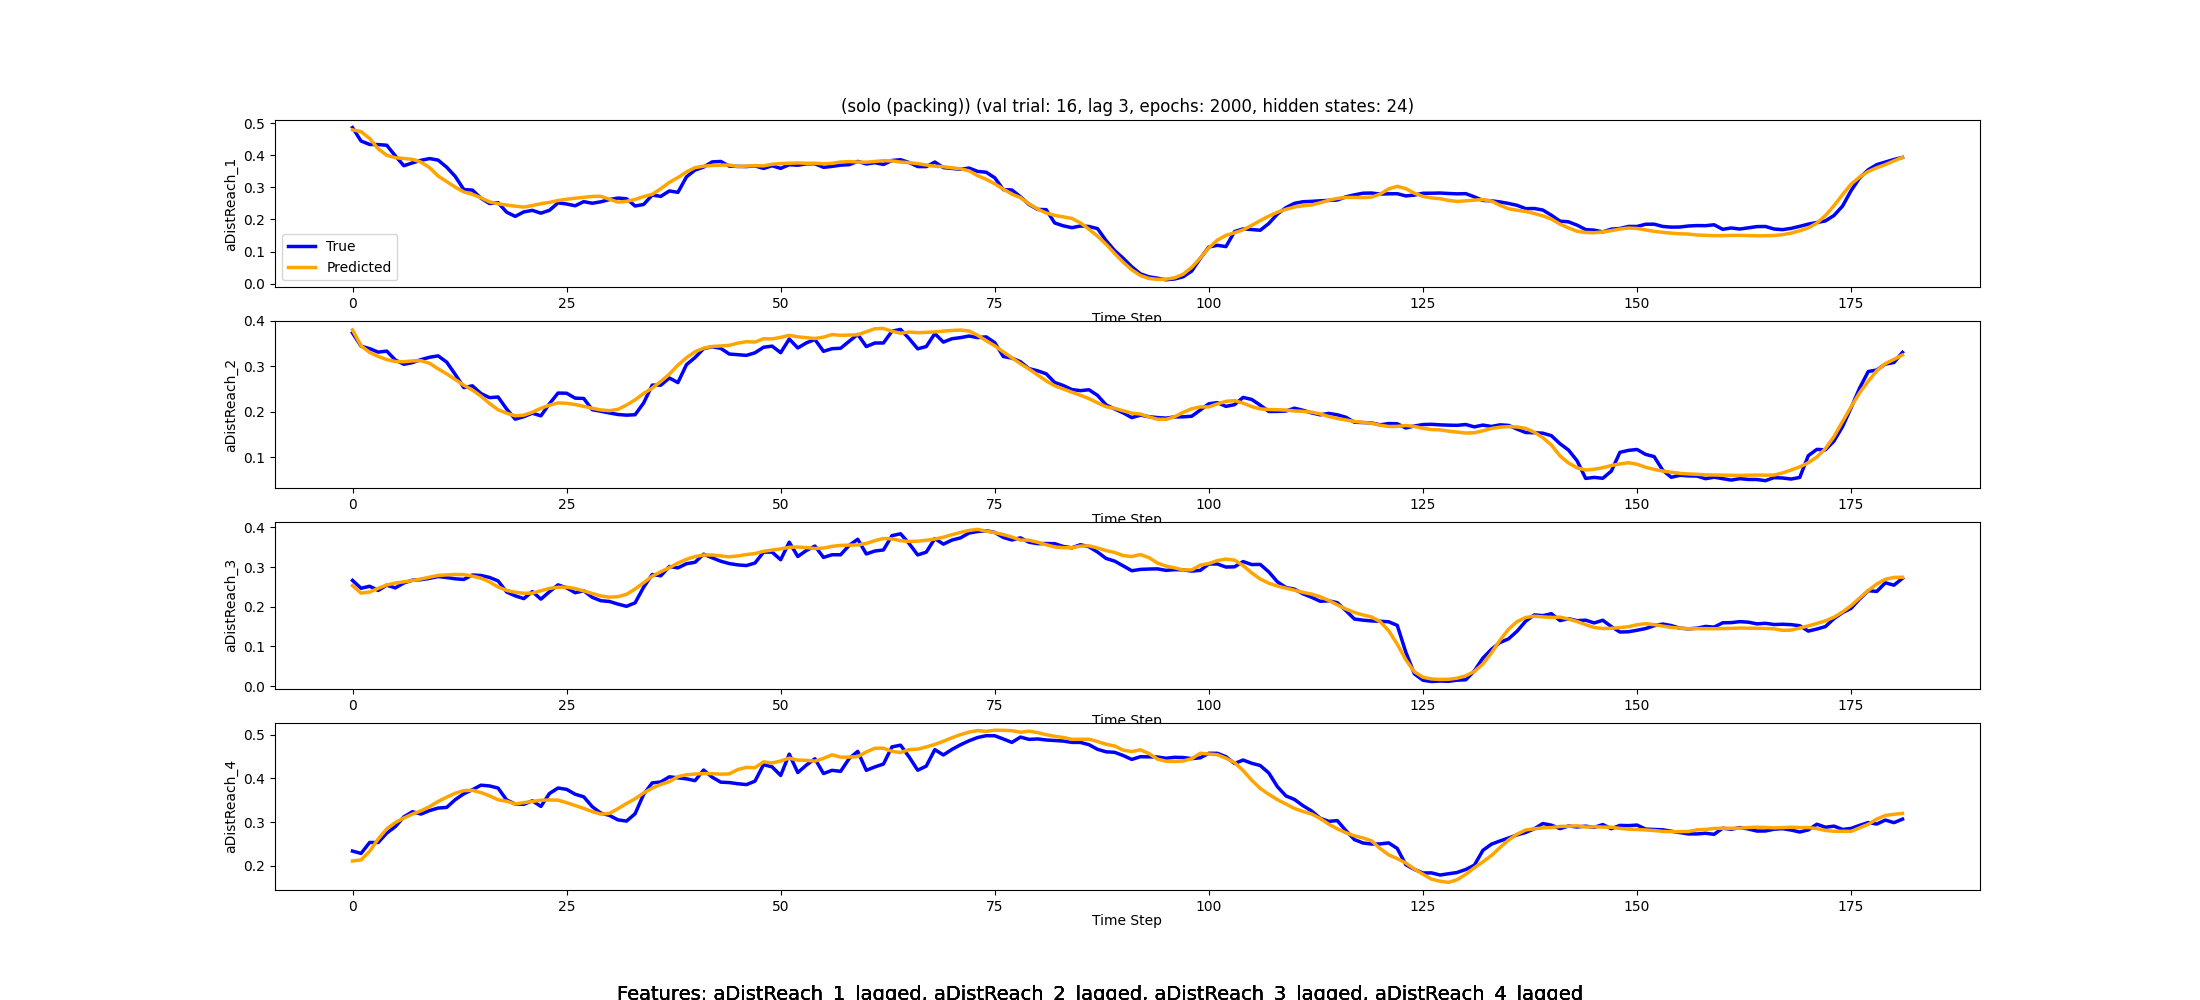 (solo (packing)) (val trial: 16, lag 3, epochs: 2000, hidden states: 24)
0.5
0.4
0.3
0.2
0.1
0.0
aDistReach_1
True
Predicted
0 25 50 75 100 125 150 175
Time Step
0.4
0.3
0.2
0.1
aDistReach_2
0 25 50 75 100 125 150 175
Time Step
0.4
0.3
0.2
0.1
0.0
aDistReach_3
0 25 50 75 100 125 150 175
Time Step
0.5
0.4
0.3
0.2
aDistReach_4
0 25 50 75 100 125 150 175
Time Step
Features: aDistReach_1_lagged, aDistReach_2_lagged, aDistReach_3_lagged, aDistReach_4_lagged